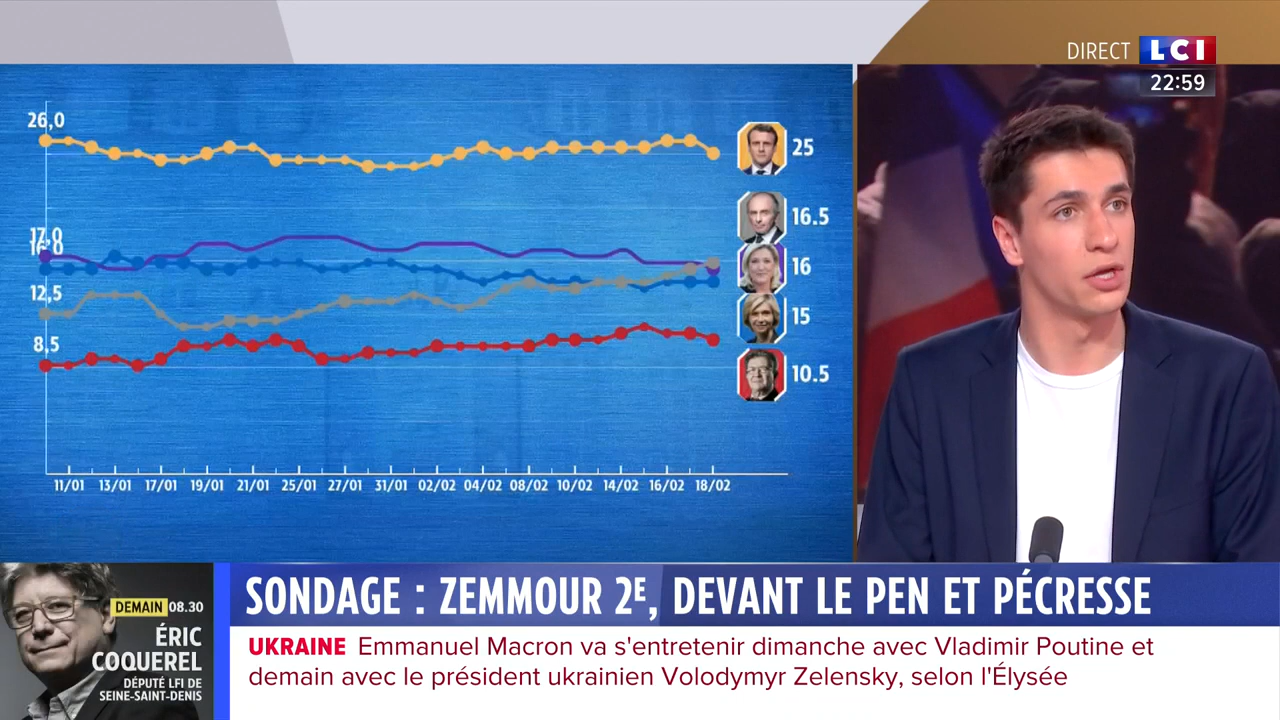 DIRECT LCI
22:59
26,0
17,0
16,0
12,5
8,5
25
16.5
16
15
10.5
11/01 13/01 17/01 19/01 21/01 25/01 27/01 31/01 02/02 04/02 08/02 10/02 14/02 16/02 18/02
DEMAIN 08.30
ÉRIC
COQUEREL
DÉPUTÉ LFI DE
SEINE-SAINT-DENIS
SONDAGE : ZEMMOUR 2E, DEVANT LE PEN ET PÉCRESSE
UKRAINE Emmanuel Macron va s'entretenir dimanche avec Vladimir Poutine et
demain avec le président ukrainien Volodymyr Zelensky, selon l'Élysée